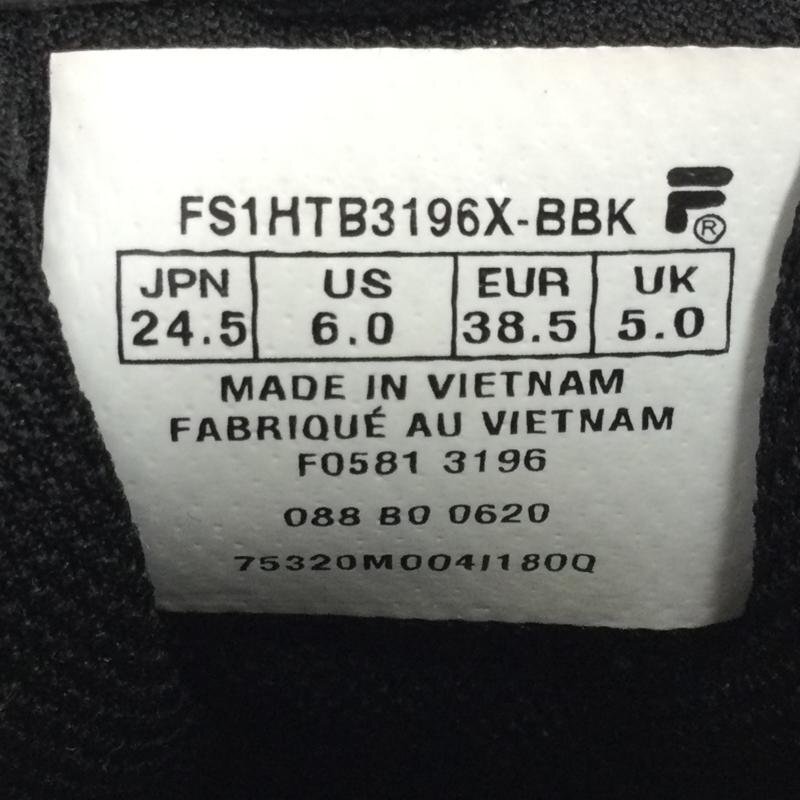 FS1HTB3196X-BBK F®
JPN US EUR UK
24.5 6.0 38.5 5.0
MADE IN VIETNAM
FABRIQUÉ AU VIETNAM
F0581 3196
088 B0 0620
75320M004I180Q